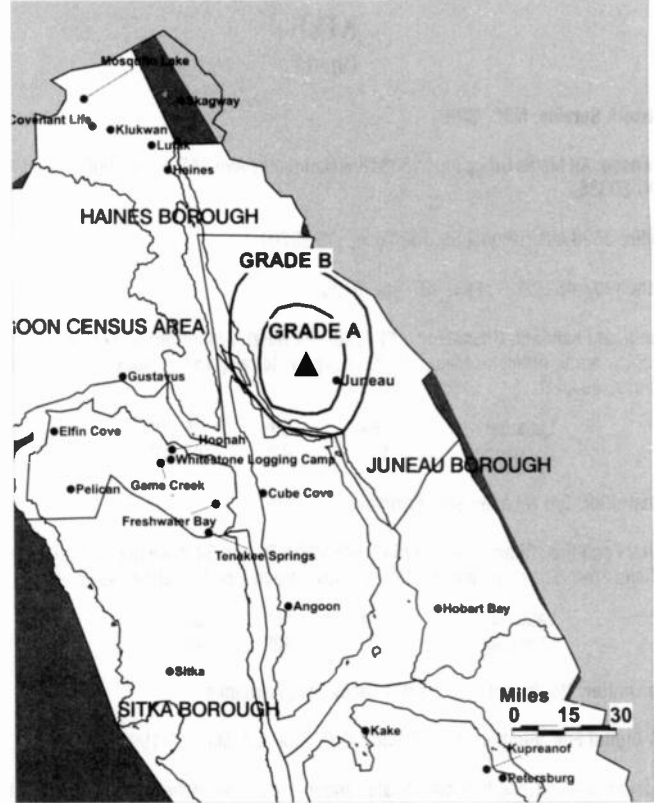 Mosquito Lake
Skagway
Covenant Life
Klukwan
Lutak
Haines
HAINES BOROUGH
GRADE B
GOON CENSUS AREA
GRADE A
Juneau
Gustavus
Elfin Cove
Hoonah
Whitestone Logging Camp
JUNEAU BOROUGH
Game Creek
Pelican
Cube Cove
Freshwater Bay
Tenakee Springs
Angoon
Hobart Bay
Sitka
Miles
SITKA BOROUGH
0 15 30
Kake
Kupreanof
Petersburg